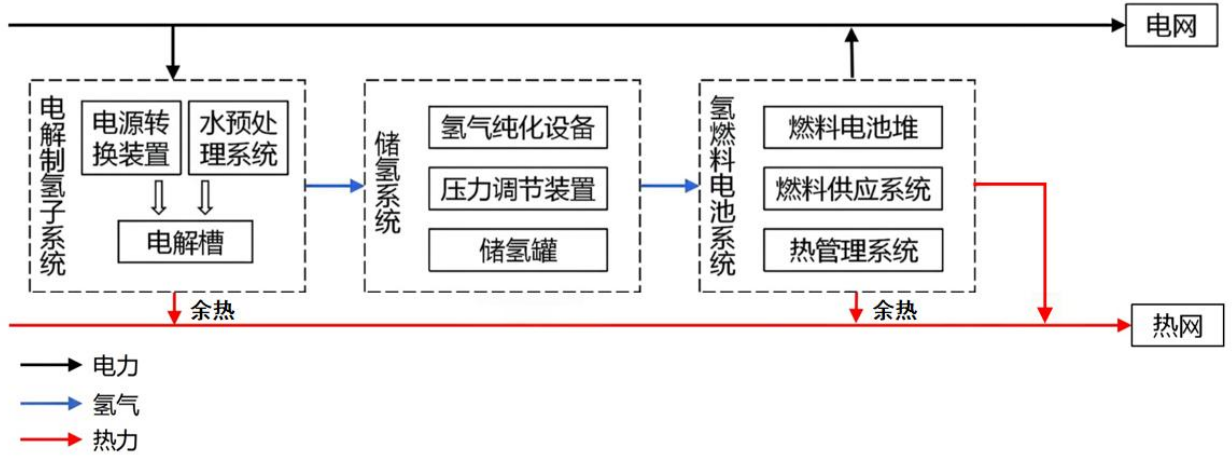 电网
电解制氢子系统
电源转
换装置
水预处
理系统
电解槽
储氢系统
氢气纯化设备
压力调节装置
储氢罐
氢燃料电池系统
燃料电池堆
燃料供应系统
热管理系统
余热
余热
热网
电力
氢气
热力